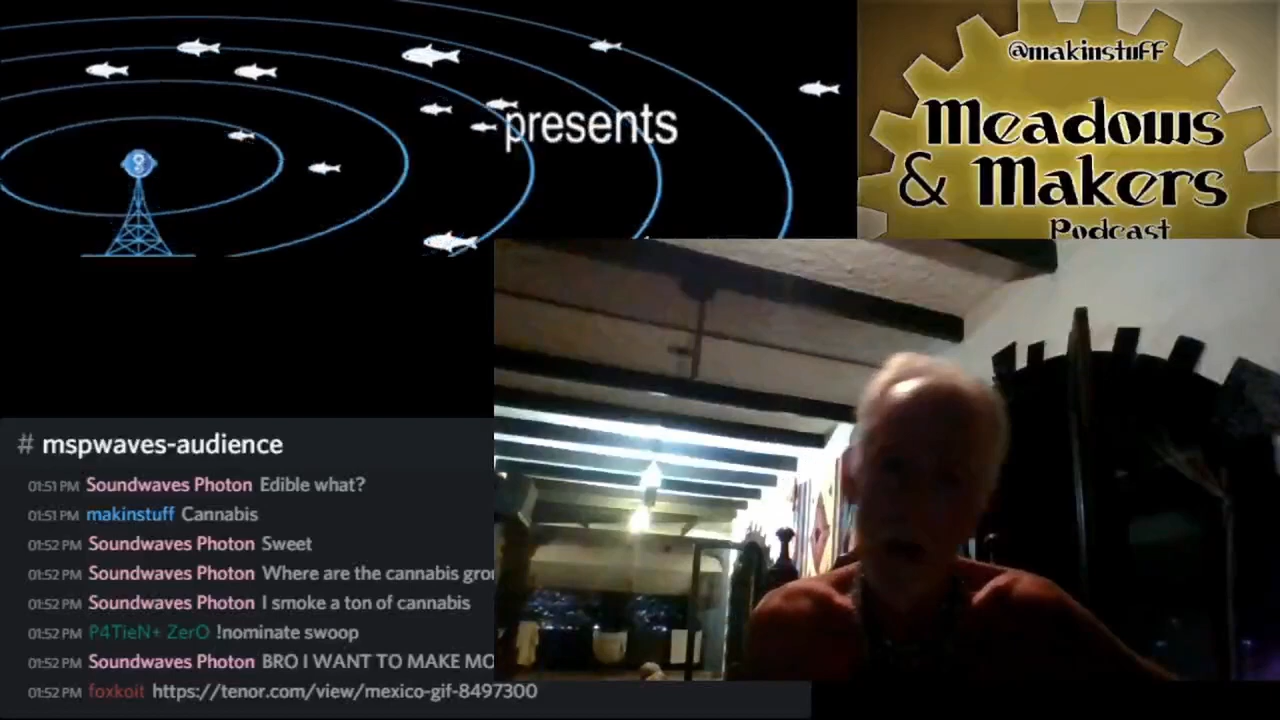 presents
@makinstuff
Meadows
& Makers
Podcast
# mspwaves-audience
01:51 PM Soundwaves Photon Edible what?
01:51 PM makinstuff Cannabis
01:52 PM Soundwaves Photon Sweet
01:52 PM Soundwaves Photon Where are the cannabis
01:52 PM Soundwaves Photon I smoke a ton of cannabis
01:52 PM P4TieN+ ZerO !nominate swoop
01:52 PM Soundwaves Photon BRO I WANT TO MAKE
01:52 PM foxkoit https://tenor.com/view/mexico-gif-8497300